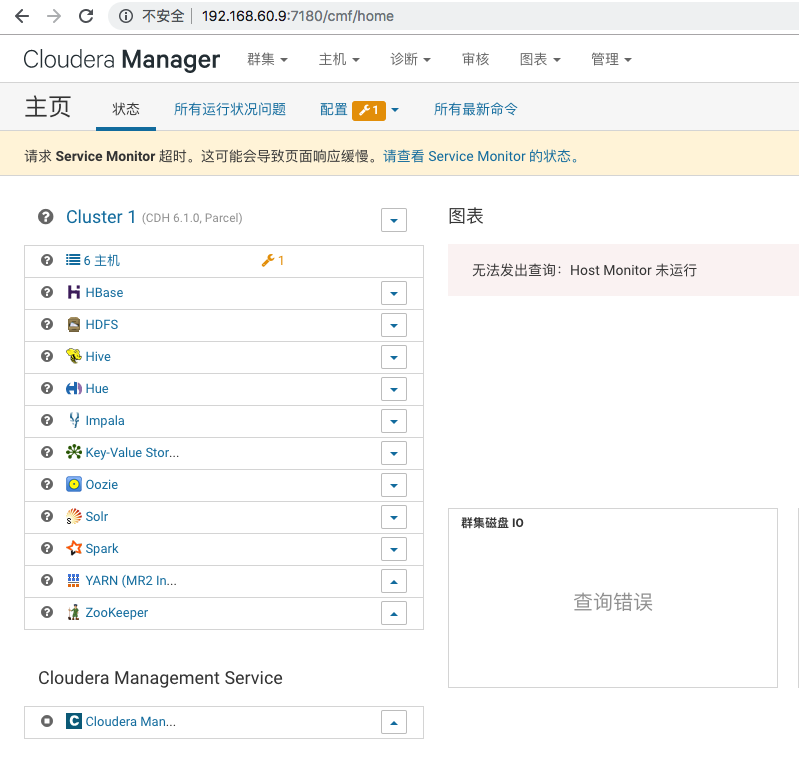 不安全 192.168.60.9:7180/cmf/home
Cloudera Manager 群集 主机 诊断 审核 图表 管理
主页 状态 所有运行状况问题 配置 1 所有最新命令
请求 Service Monitor 超时。这可能会导致页面响应缓慢。请查看 Service Monitor 的状态。
Cluster 1 (CDH 6.1.0, Parcel)
6 主机 1
HBase
HDFS
Hive
Hue
Impala
Key-Value Stor...
Oozie
Solr
Spark
YARN (MR2 In...
ZooKeeper
Cloudera Management Service
Cloudera Man...
图表
无法发出查询：Host Monitor 未运行
群集磁盘 IO
查询错误